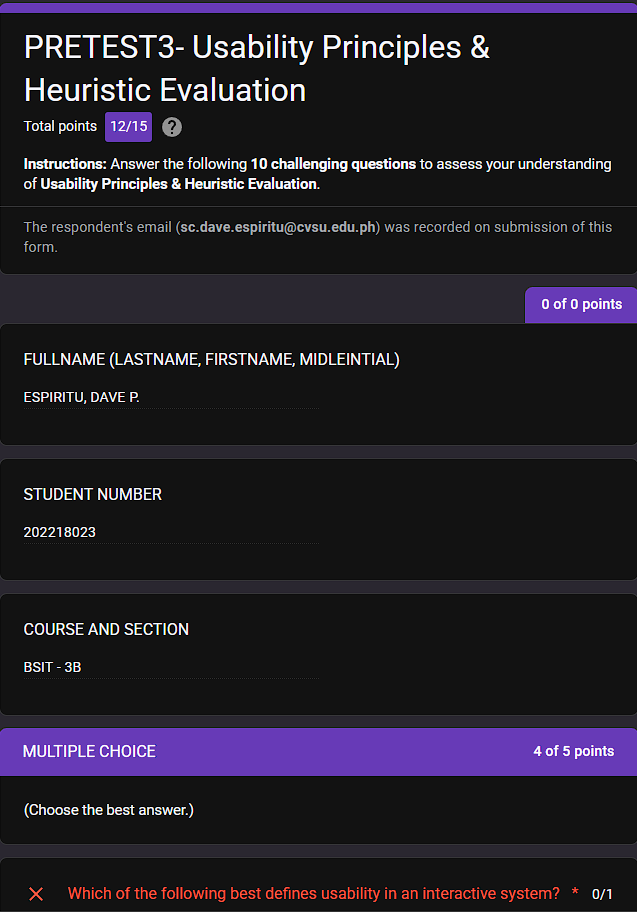 PRETEST3- Usability Principles &
Heuristic Evaluation
Total points 12/15 ?
Instructions: Answer the following 10 challenging questions to assess your understanding
of Usability Principles & Heuristic Evaluation.
The respondent's email (sc.dave.espiritu@cvsu.edu.ph) was recorded on submission of this
form.
0 of 0 points
FULLNAME (LASTNAME, FIRSTNAME, MIDLEINTIAL)
ESPIRITU, DAVE P.
STUDENT NUMBER
202218023
COURSE AND SECTION
BSIT - 3B
MULTIPLE CHOICE 4 of 5 points
(Choose the best answer.)
Which of the following best defines usability in an interactive system? * 0/1